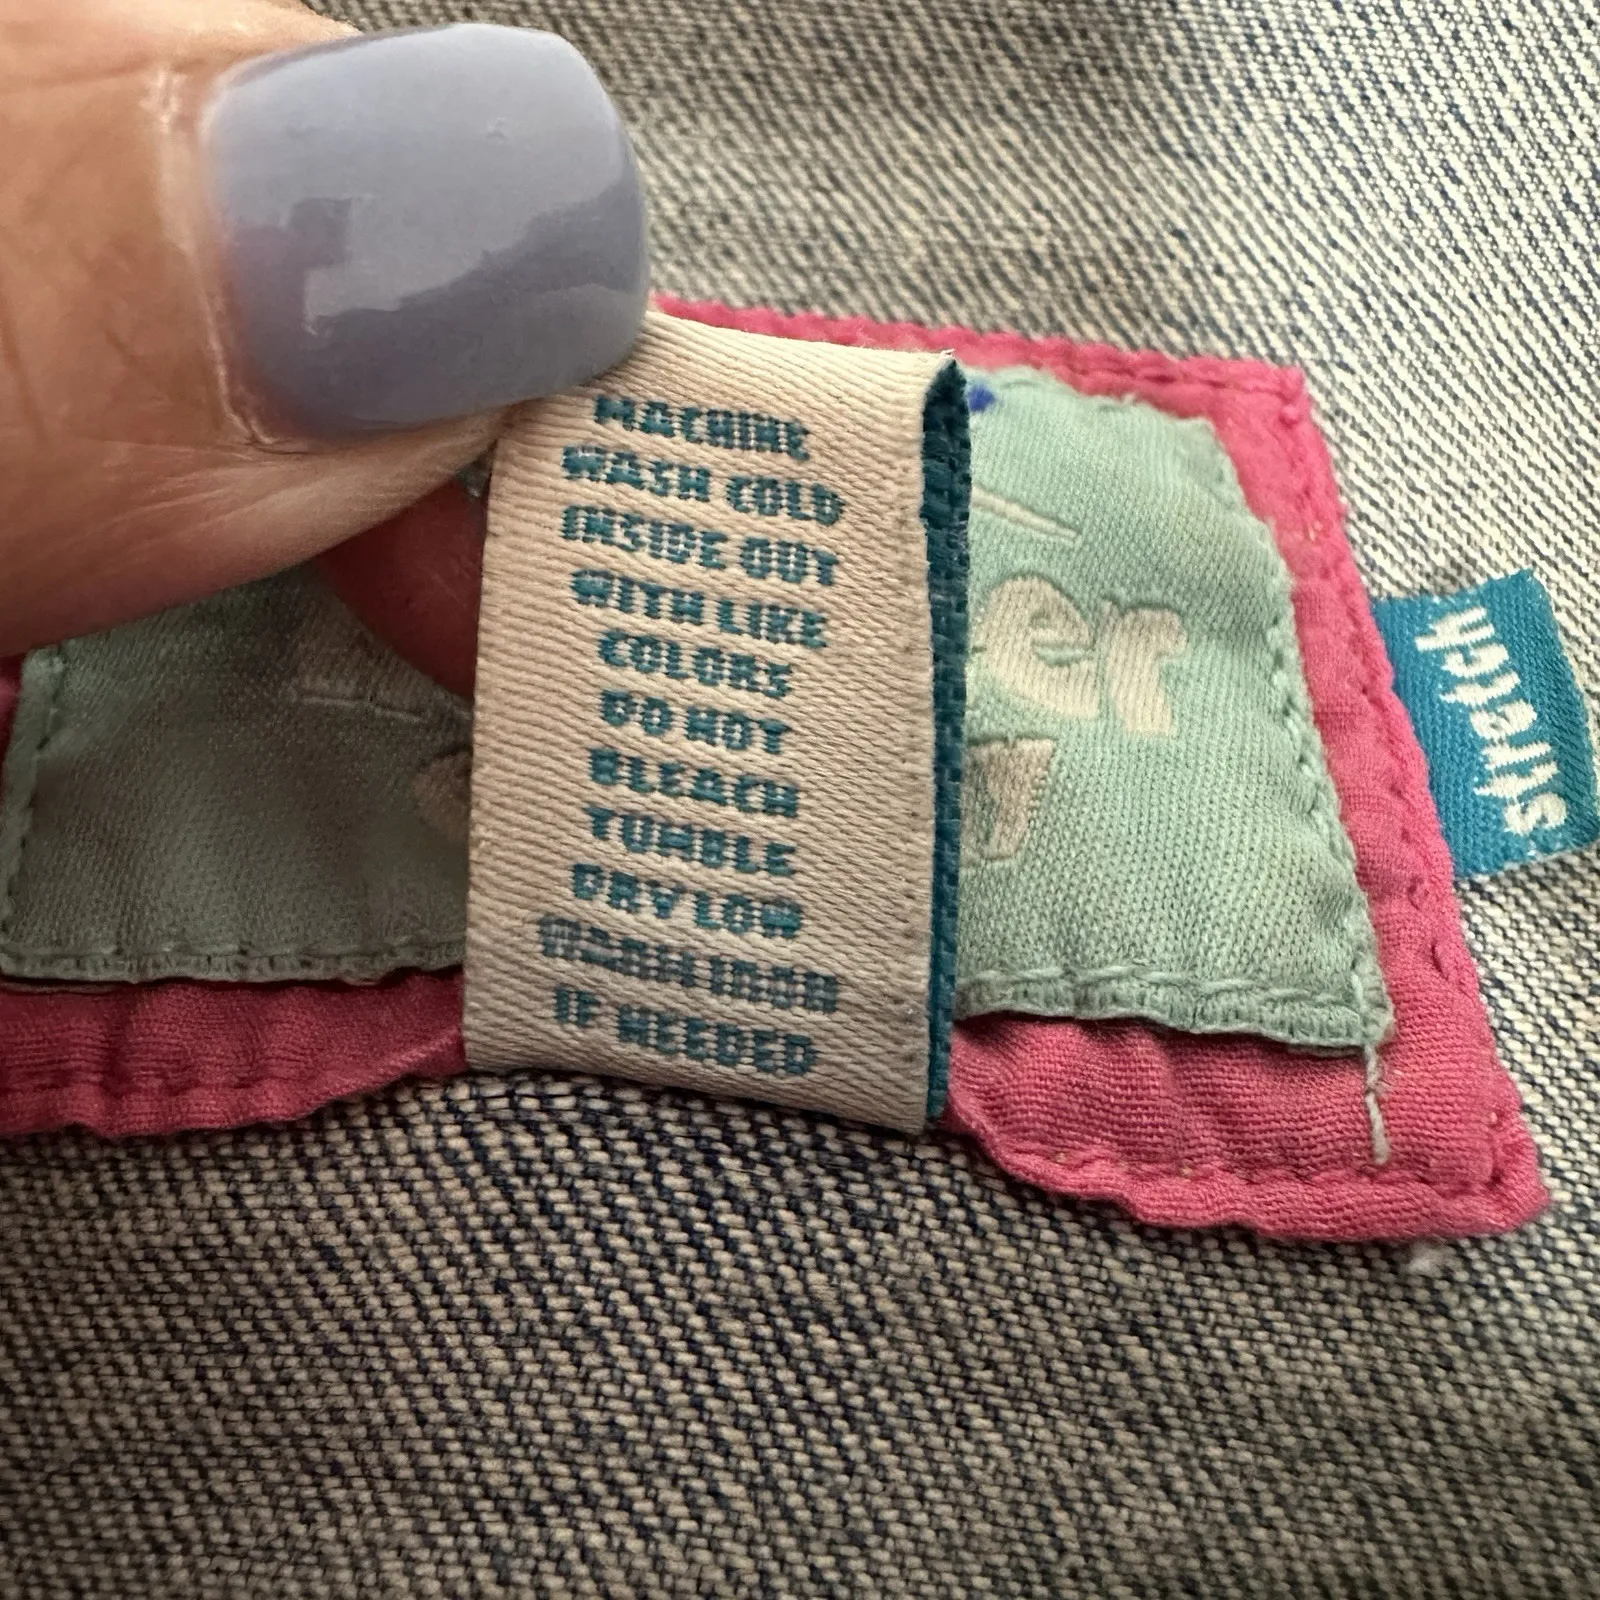 MACHINE
WASH COLD
INSIDE OUT
WITH LIKE
COLORS
DO NOT
BLEACH
TUMBLE
DRY LOW
WARM IRON
IF NEEDED
er
y
stretch